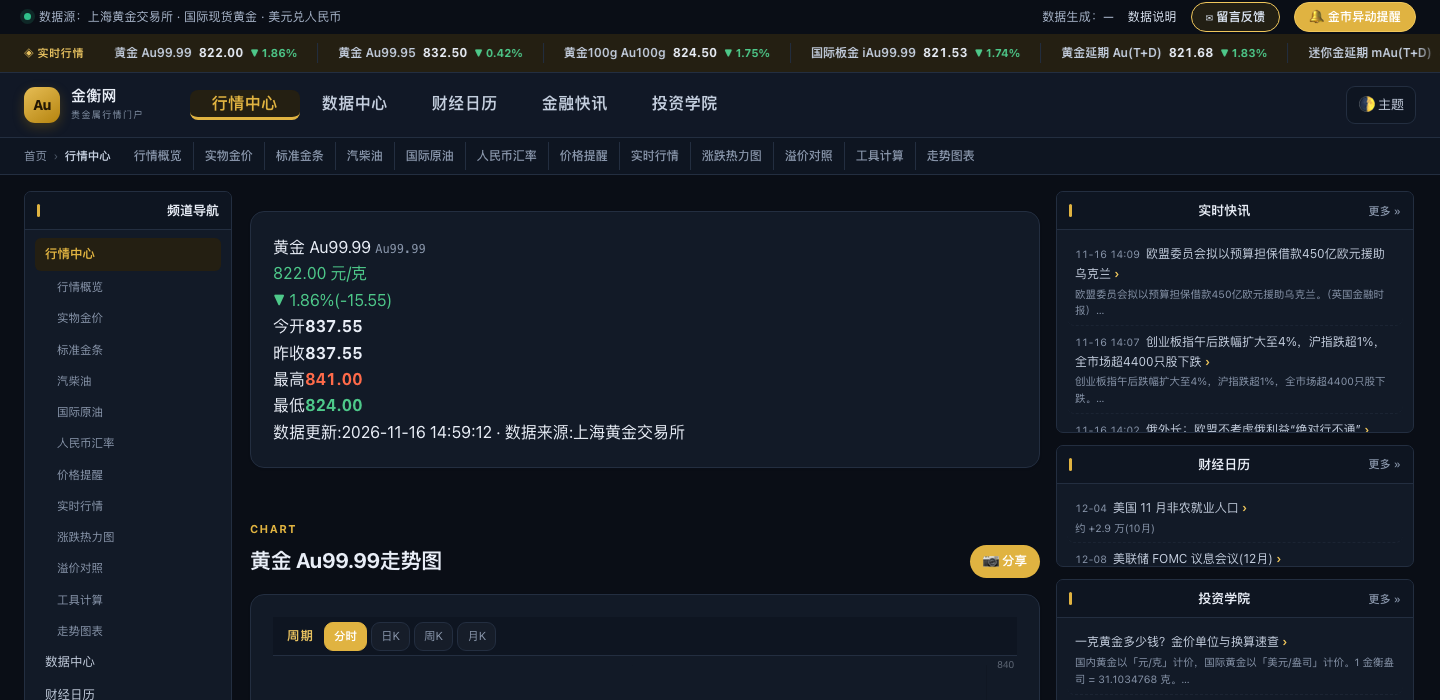 数据源：上海黄金交易所 · 国际现货黄金 · 美元兑人民币
数据生成：— 数据说明 ✉ 留言反馈 🔔 金市异动提醒
◈ 实时行情 黄金 Au99.99 822.00 ▼1.86% 黄金 Au99.95 832.50 ▼0.42% 黄金100g Au100g 824.50 ▼1.75% 国际板金 iAu99.99 821.53 ▼1.74% 黄金延期 Au(T+D) 821.68 ▼1.83% 迷你金延期 mAu(T+D)
Au 金衡网
贵金属行情门户
行情中心 数据中心 财经日历 金融快讯 投资学院
🌗 主题
首页 › 行情中心 行情概览 实物金价 标准金条 汽柴油 国际原油 人民币汇率 价格提醒 实时行情 涨跌热力图 溢价对照 工具计算 走势图表
频道导航
行情中心
行情概览
实物金价
标准金条
汽柴油
国际原油
人民币汇率
价格提醒
实时行情
涨跌热力图
溢价对照
工具计算
走势图表
数据中心
财经日历
黄金 Au99.99 Au99.99
822.00 元/克
▼ 1.86%(-15.55)
今开837.55
昨收837.55
最高841.00
最低824.00
数据更新:2026-11-16 14:59:12 · 数据来源:上海黄金交易所
CHART
黄金 Au99.99走势图
📷 分享
周期 分时 日K 周K 月K
840
实时快讯 更多 »
11-16 14:09 欧盟委员会拟以预算担保借款450亿欧元援助
乌克兰 ›
欧盟委员会拟以预算担保借款450亿欧元援助乌克兰。（英国金融时
报）…
11-16 14:07 创业板指午后跌幅扩大至4%，沪指跌超1%，
全市场超4400只股下跌 ›
创业板指午后跌幅扩大至4%，沪指跌超1%，全市场超4400只股下
跌。…
11-16 14:02 俄外长：欧盟不考虑俄利益“绝对行不通” ›
财经日历 更多 »
12-04 美国 11 月非农就业人口 ›
约 +2.9 万(10月)
12-08 美联储 FOMC 议息会议(12月) ›
投资学院 更多 »
一克黄金多少钱？金价单位与换算速查 ›
国内黄金以「元/克」计价，国际黄金以「美元/盎司」计价。1 金衡盎
司 = 31.1034768 克。…